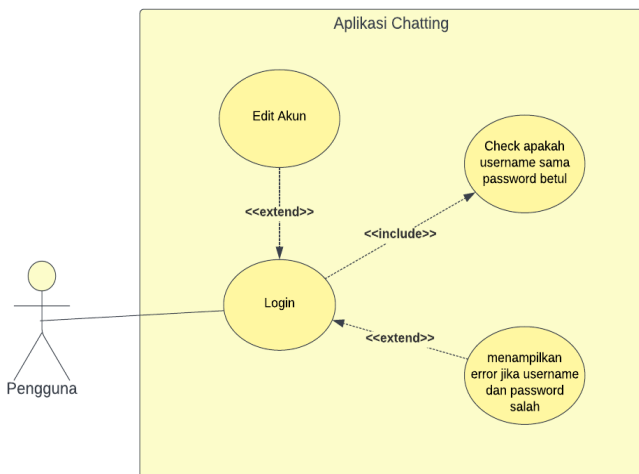 Aplikasi Chatting
Edit Akun
Check apakah
username sama
password betul
<<extend>>
<<include>>
Login
<<extend>>
menampilkan
error jika username
dan password
salah
Pengguna